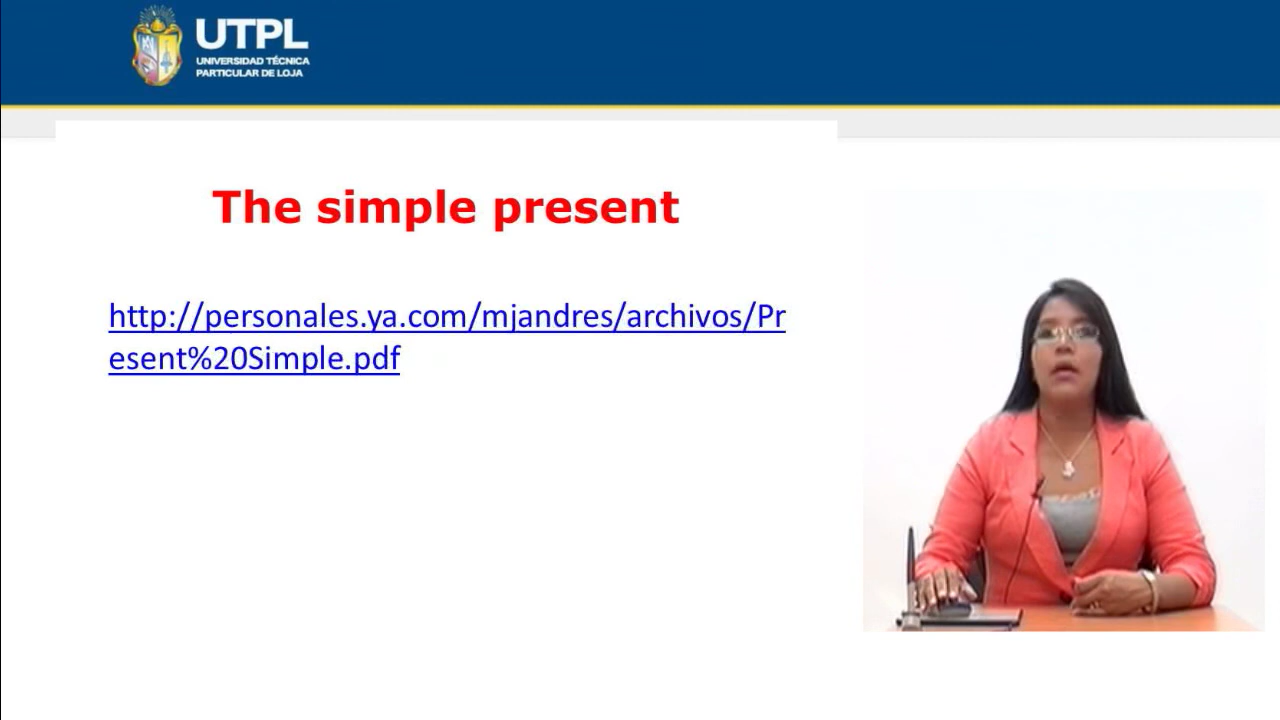 UTPL
UNIVERSIDAD TÉCNICA
PARTICULAR DE LOJA
The simple present
http://personales.ya.com/mjandres/archivos/Pr
esent%20Simple.pdf